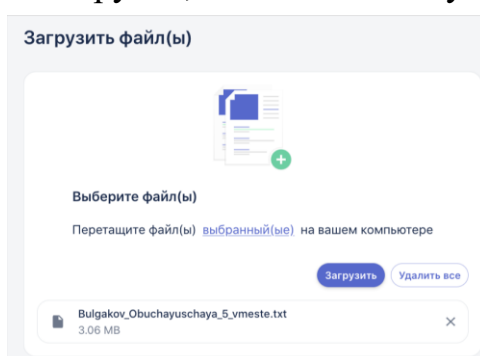 Загрузить файл(ы)
Выберите файл(ы)
Перетащите файл(ы) выбранный(ые) на вашем компьютере
Загрузить Удалить все
Bulgakov_Obuchayuschaya_5_vmeste.txt
3.06 MB